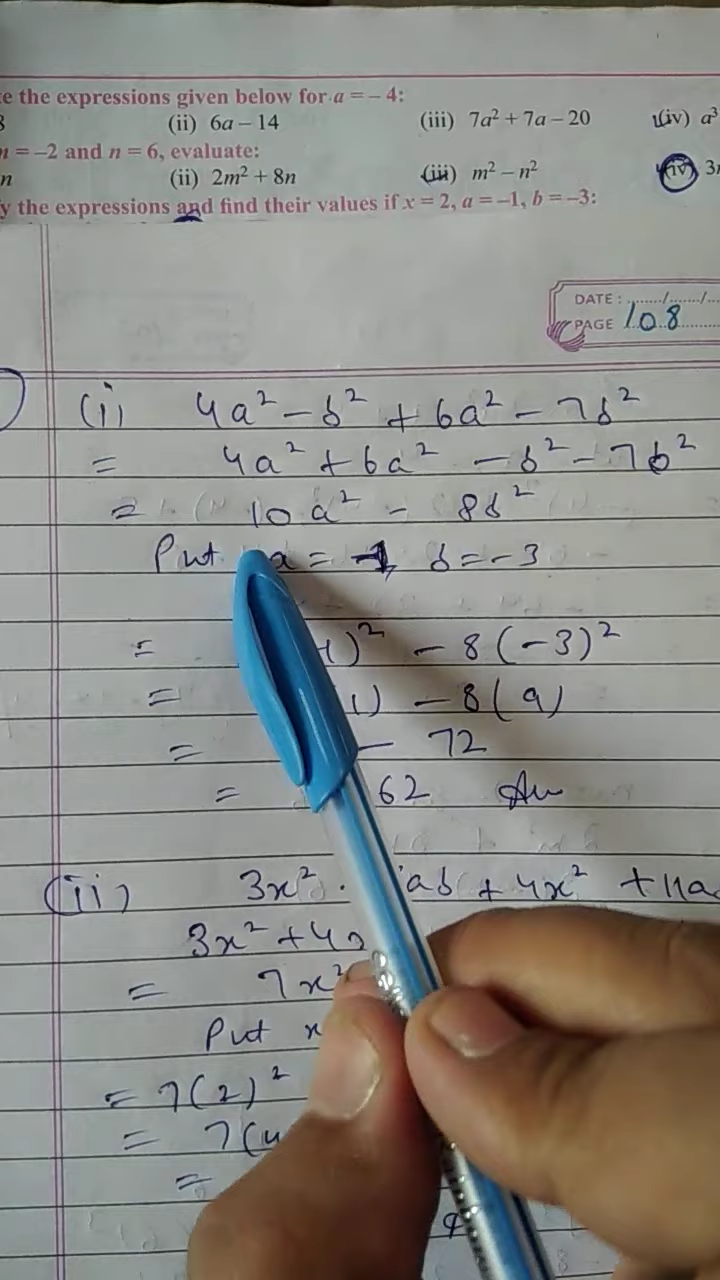 e the expressions given below for a = – 4:
(ii) 6a – 14 (iii) 7a² + 7a – 20 (iv) a³
= –2 and n = 6, evaluate:
n (ii) 2m² + 8n (iii) m² – n² (iv) 3
y the expressions and find their values if x = 2, a = –1, b = –3:
DATE : ......../......./...
PAGE 108
(i) 4a² – b² + 6a² – 7b²
= 4a² + 6a² – b² – 7b²
= 10a² – 8b²
Put a = –1, b = –3
= 1)² – 8(–3)²
= 1) – 8(9)
= – 72
= 62 Ans
(ii) 3x² ab + 4x² + 11a
3x² + 4
= 7x²
Put x
= 7(2)²
= 7(4
=